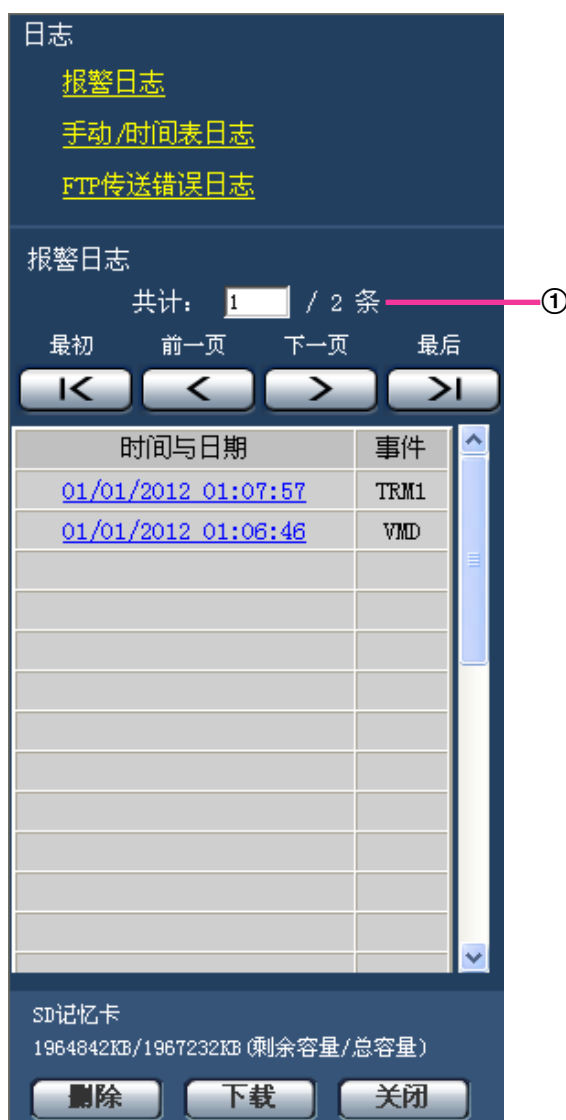 日志
报警日志
手动/时间表日志
FTP传送错误日志
报警日志
共计： 1 / 2 条 ①
最初 前一页 下一页 最后
时间与日期 事件
01/01/2012 01:07:57 TRM1
01/01/2012 01:06:46 VMD
SD记忆卡
1964842KB/1967232KB(剩余容量/总容量)
删除 下载 关闭